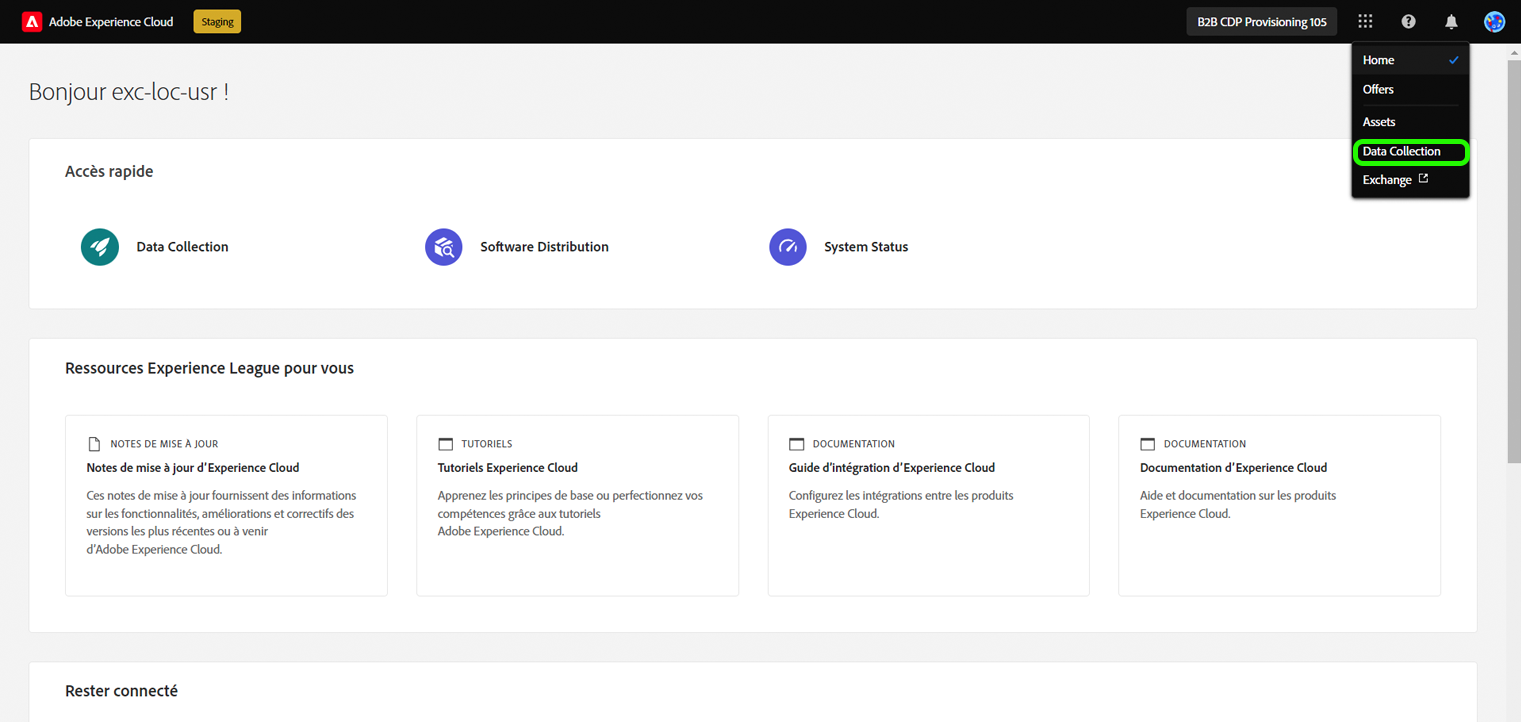 Adobe Experience Cloud
Staging
B2B CDP Provisioning 105
Home
Offers
Assets
Data Collection
Exchange
Bonjour exc-loc-usr !
Accès rapide
Data Collection
Software Distribution
System Status
Ressources Experience League pour vous
NOTES DE MISE À JOUR
Notes de mise à jour d'Experience Cloud
Ces notes de mise à jour fournissent des informations
sur les fonctionnalités, améliorations et correctifs des
versions les plus récentes ou à venir
d'Adobe Experience Cloud.
TUTORIELS
Tutoriels Experience Cloud
Apprenez les principes de base ou perfectionnez vos
compétences grâce aux tutoriels
Adobe Experience Cloud.
DOCUMENTATION
Guide d'intégration d'Experience Cloud
Configurez les intégrations entre les produits
Experience Cloud.
DOCUMENTATION
Documentation d'Experience Cloud
Aide et documentation sur les produits
Experience Cloud.
Rester connecté